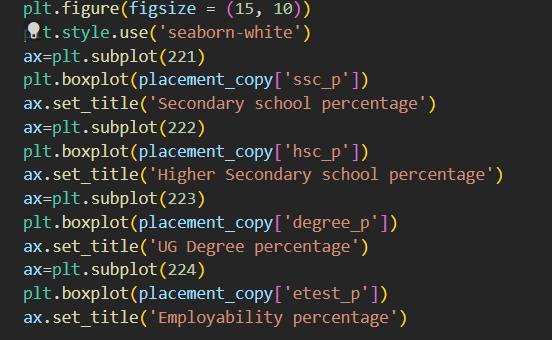 plt.figure(figsize = (15, 10))
t.style.use('seaborn-white')
ax=plt.subplot(221)
plt.boxplot(placement_copy['ssc_p'])
ax.set_title('Secondary school percentage')
ax=plt.subplot(222)
plt.boxplot(placement_copy['hsc_p'])
ax.set_title('Higher Secondary school percentage')
ax=plt.subplot(223)
plt.boxplot(placement_copy['degree_p'])
ax.set_title('UG Degree percentage')
ax=plt.subplot(224)
plt.boxplot(placement_copy['etest_p'])
ax.set_title('Employability percentage')